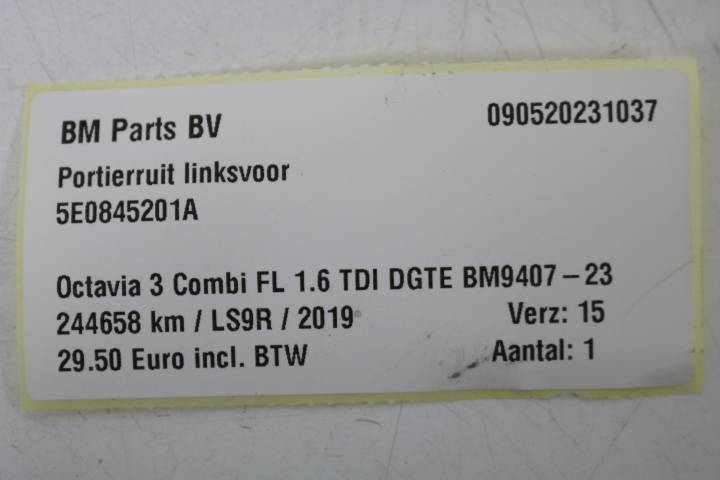 BM Parts BV 090520231037
Portierruit linksvoor
5E0845201A
Octavia 3 Combi FL 1.6 TDI DGTE BM9407-23
244658 km / LS9R / 2019 Verz: 15
29.50 Euro incl. BTW Aantal: 1